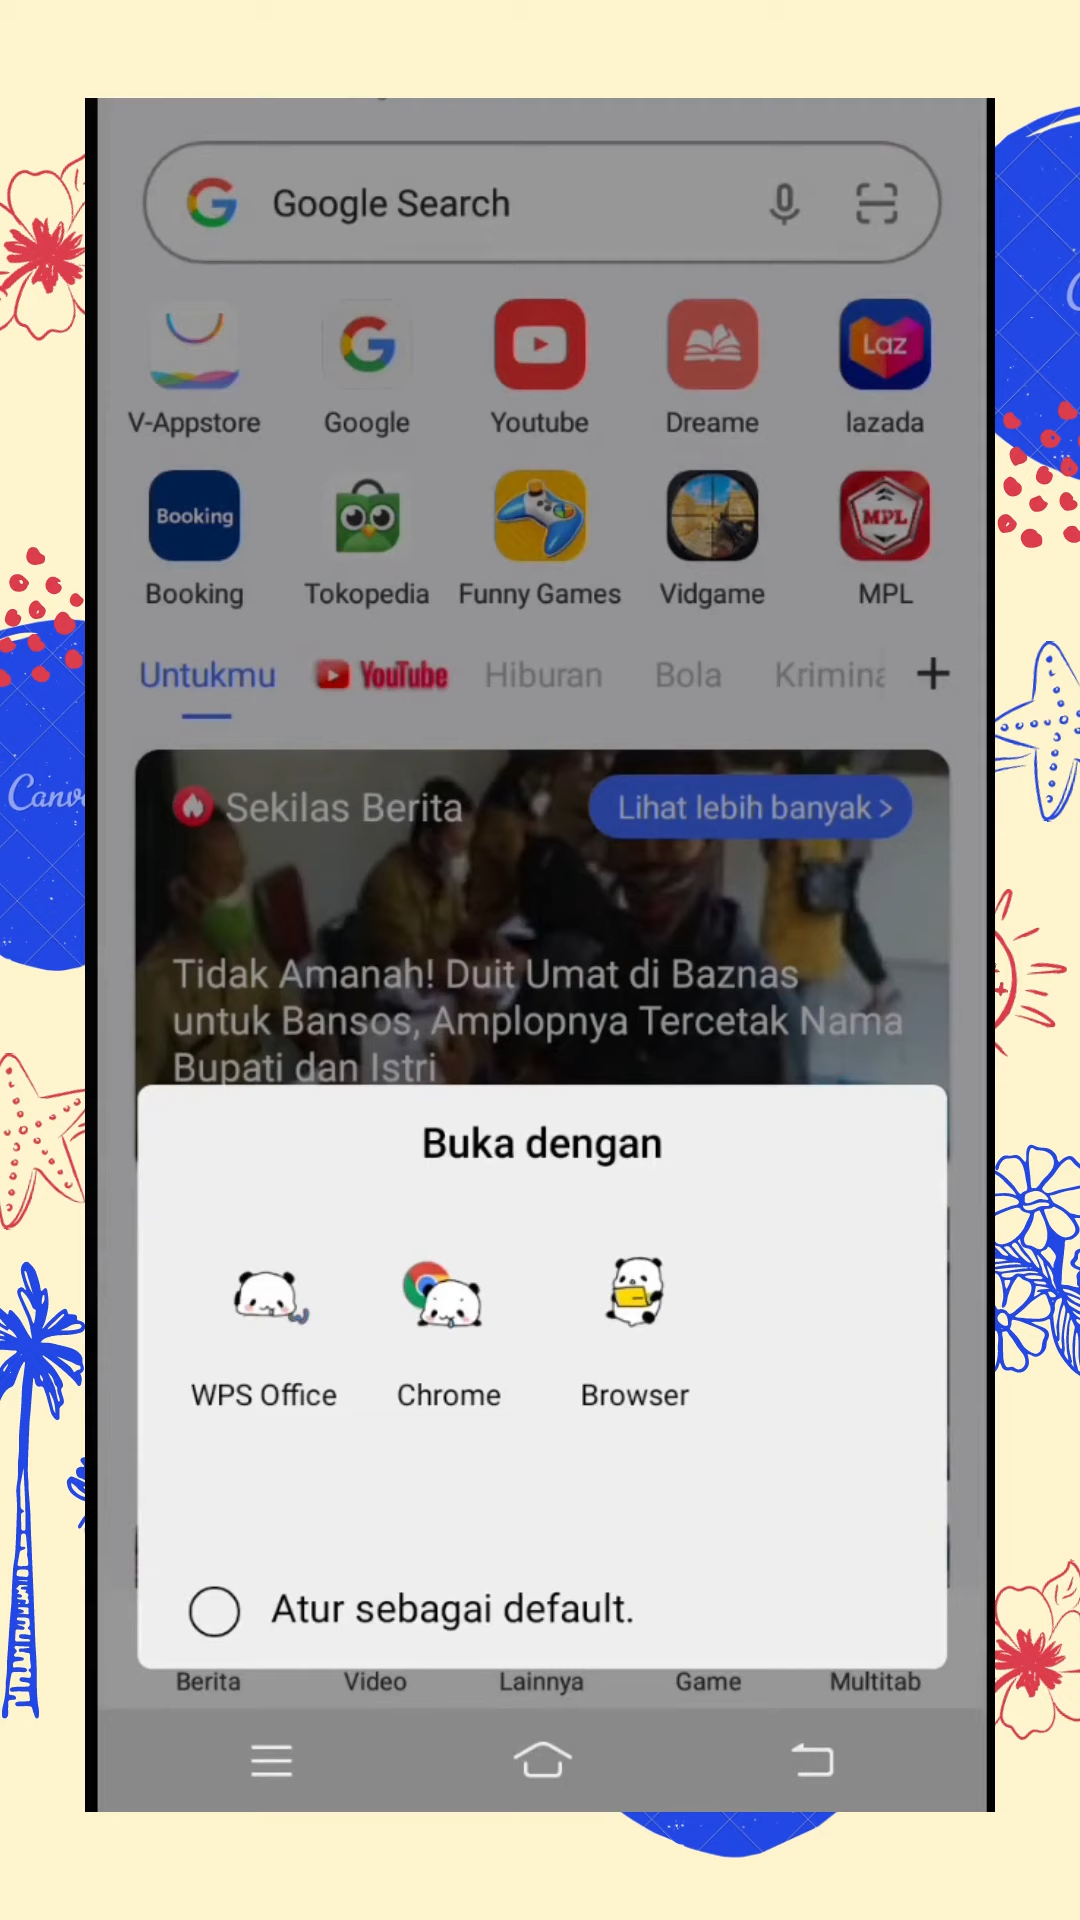 Google Search
Laz
V-Appstore Google Youtube Dreame lazada
Booking
MPL
Booking Tokopedia Funny Games Vidgame MPL
Untukmu YouTube Hiburan Bola
Sekilas Berita Lihat lebih banyak >
Canva
Tidak Amanah! Duit Umat di Baznas
untuk Bansos, Amplopnya Tercetak Nama
Bupati dan Istri
Buka dengan
WPS Office Chrome Browser
Atur sebagai default.
Berita Video Lainnya Game Multitab